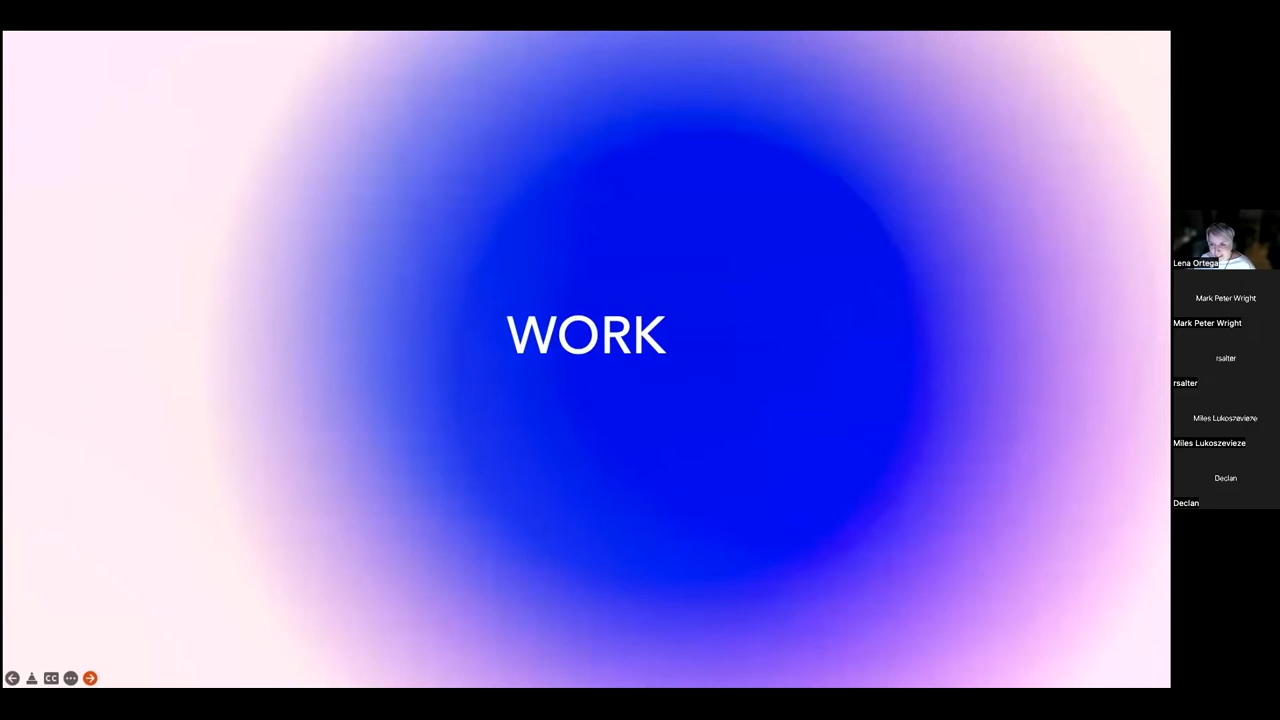 WORK
Lena Ortega
Mark Peter Wright
Mark Peter Wright
rsalter
rsalter
Miles Lukoszevieze
Miles Lukoszevieze
Declan
Declan
CC